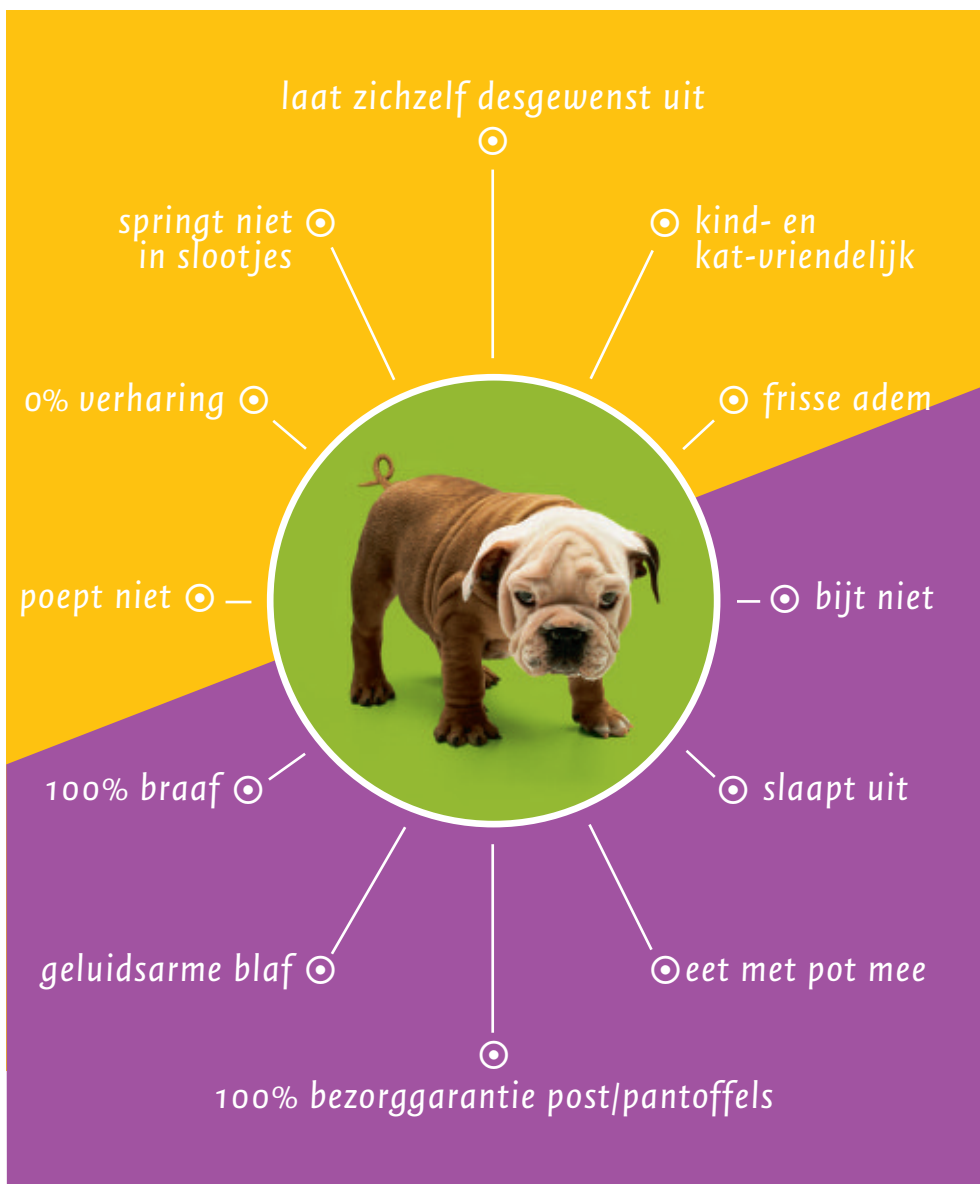 laat zichzelf desgewenst uit
springt niet
in slootjes
kind- en
kat-vriendelijk
0% verharing
frisse adem
poept niet
bijt niet
100% braaf
slaapt uit
geluidsarme blaf
eet met pot mee
100% bezorggarantie post/pantoffels